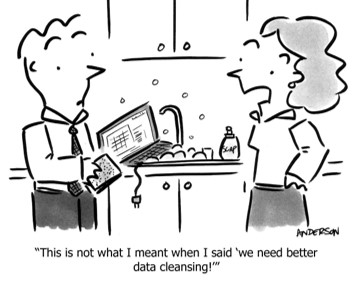 SOAP
ANDERSON
“This is not what I meant when I said ‘we need better
data cleansing!’”